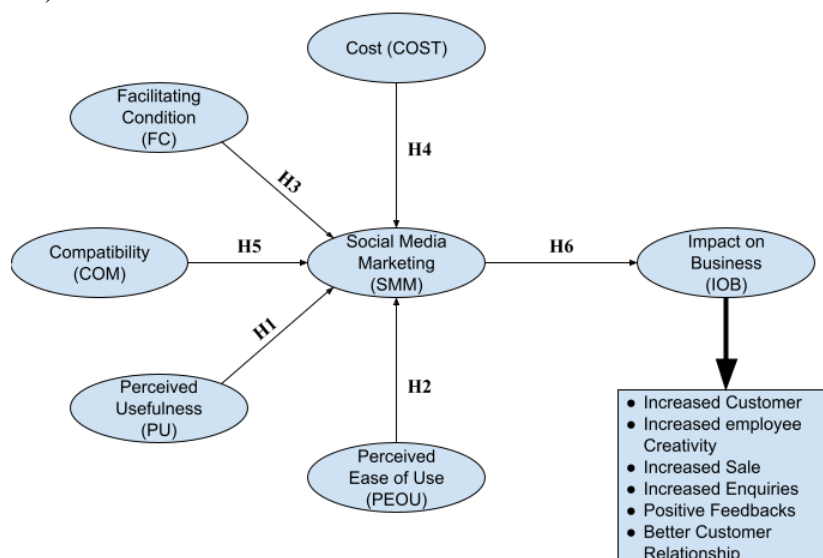 Cost (COST)
Facilitating
Condition
(FC)
H4
H3
Compatibility
(COM)
H5
Social Media
Marketing
(SMM)
H6
Impact on
Business
(IOB)
H1
H2
Perceived
Usefulness
(PU)
Perceived
Ease of Use
(PEOU)
● Increased Customer
● Increased employee
Creativity
● Increased Sale
● Increased Enquiries
● Positive Feedbacks
● Better Customer
Relationship